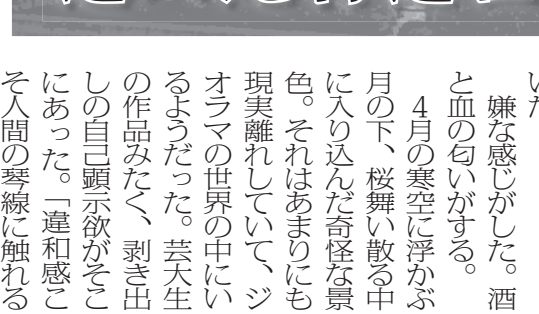 嫌な感じがした。酒
と血の匂いがする。
4月の寒空に浮かぶ
月の下、桜舞い散る中
に入り込んだ奇怪な景
色。それはあまりにも
現実離れしていて、ジ
オラマの世界の中にい
るようだった。芸大生
の作品みたく、剥き出
しの自己顕示欲がそこ
にあった。「違和感こ
そ人間の琴線に触れる